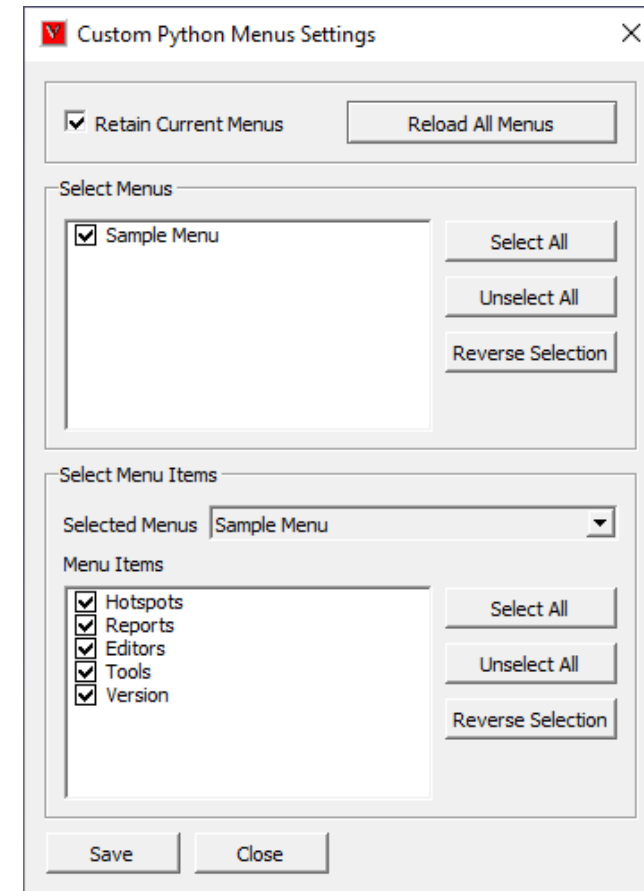 Custom Python Menus Settings
Retain Current Menus
Reload All Menus
Select Menus
Sample Menu
Select All
Unselect All
Reverse Selection
Select Menu Items
Selected Menus
Sample Menu
Menu Items
Hotspots
Reports
Editors
Tools
Version
Select All
Unselect All
Reverse Selection
Save
Close